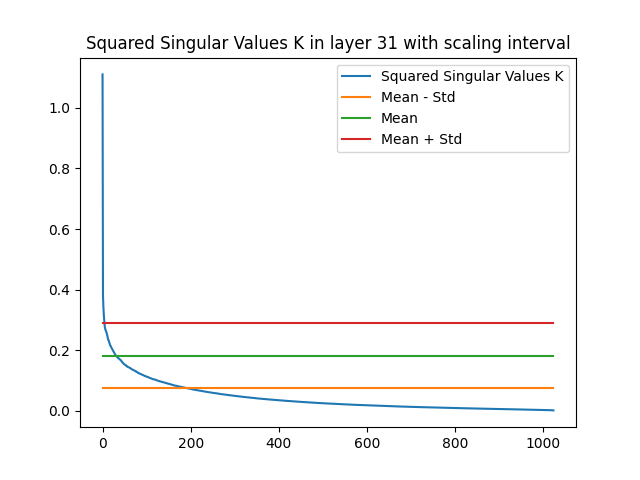 Squared Singular Values K in layer 31 with scaling interval
Squared Singular Values K
Mean - Std
Mean
Mean + Std
1.0
0.8
0.6
0.4
0.2
0.0
0
200
400
600
800
1000